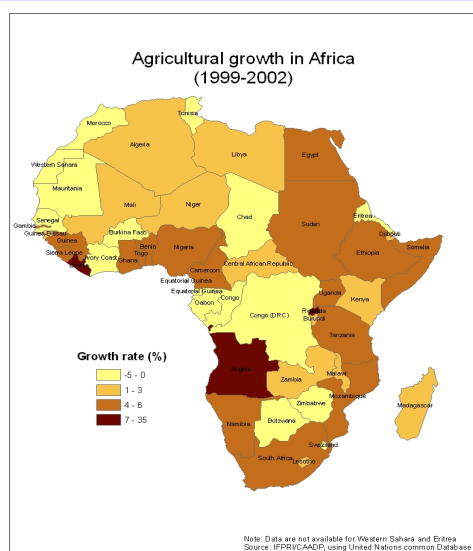 Agricultural growth in Africa
(1999-2002)
Tunisia
Morocco
Algeria
Libya
Egypt
Western Sahara
Mauritania
Mali
Niger
Chad
Sudan
Eritrea
Senegal
Gambia
Guinea Bissau
Guinea
Burkina Faso
Djibouti
Benin
Nigeria
Ethiopia
Somalia
Sierra Leone
Ivory Coast
Ghana
Togo
Central African Republic
Cameroon
Equatorial Guinea
Equatorial Guinea
Gabon
Congo
Congo (DRC)
Uganda
Kenya
Rwanda
Burundi
Tanzania
Angola
Zambia
Malawi
Mozambique
Zimbabwe
Madagascar
Namibia
Botswana
Swaziland
South Africa
Lesotho
Growth rate (%)
-5 - 0
1 - 3
4 - 6
7 - 35
Note: Data are not available for Western Sahara and Eritrea
Source: IFPRI/CAADP, using United Nations common Database